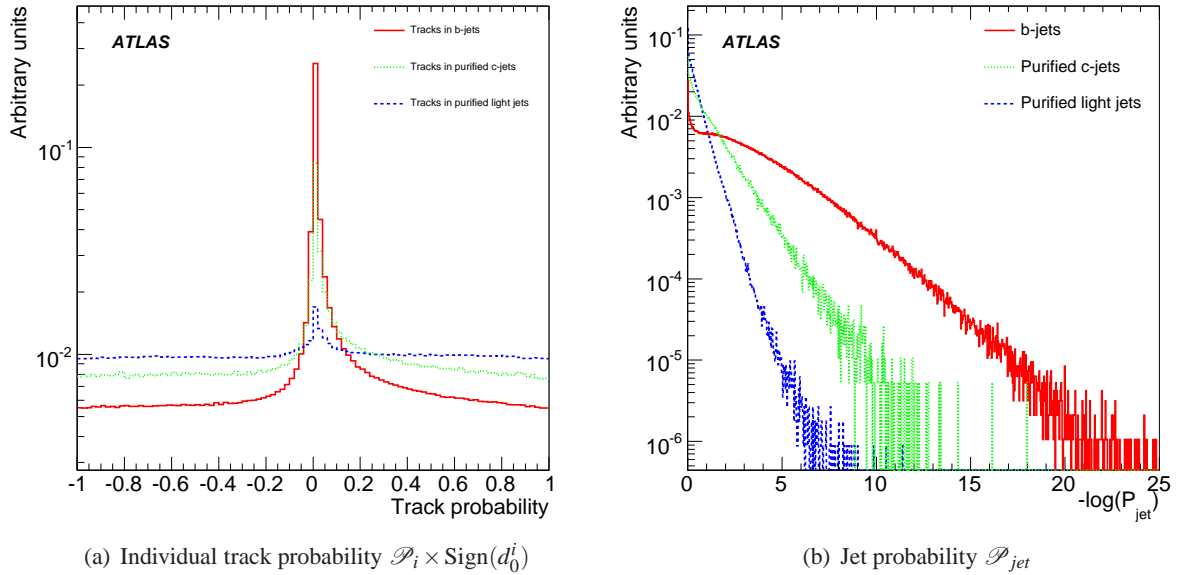 Arbitrary units
ATLAS
Tracks in b-jets
Tracks in purified c-jets
Tracks in purified light jets
10^-1
10^-2
-1 -0.8 -0.6 -0.4 -0.2 0 0.2 0.4 0.6 0.8 1
Track probability
(a) Individual track probability 𝒫_i × Sign(d_0^i)
Arbitrary units
ATLAS
b-jets
Purified c-jets
Purified light jets
10^-1
10^-2
10^-3
10^-4
10^-5
10^-6
0 5 10 15 20 25
-log(P_jet)
(b) Jet probability 𝒫_jet